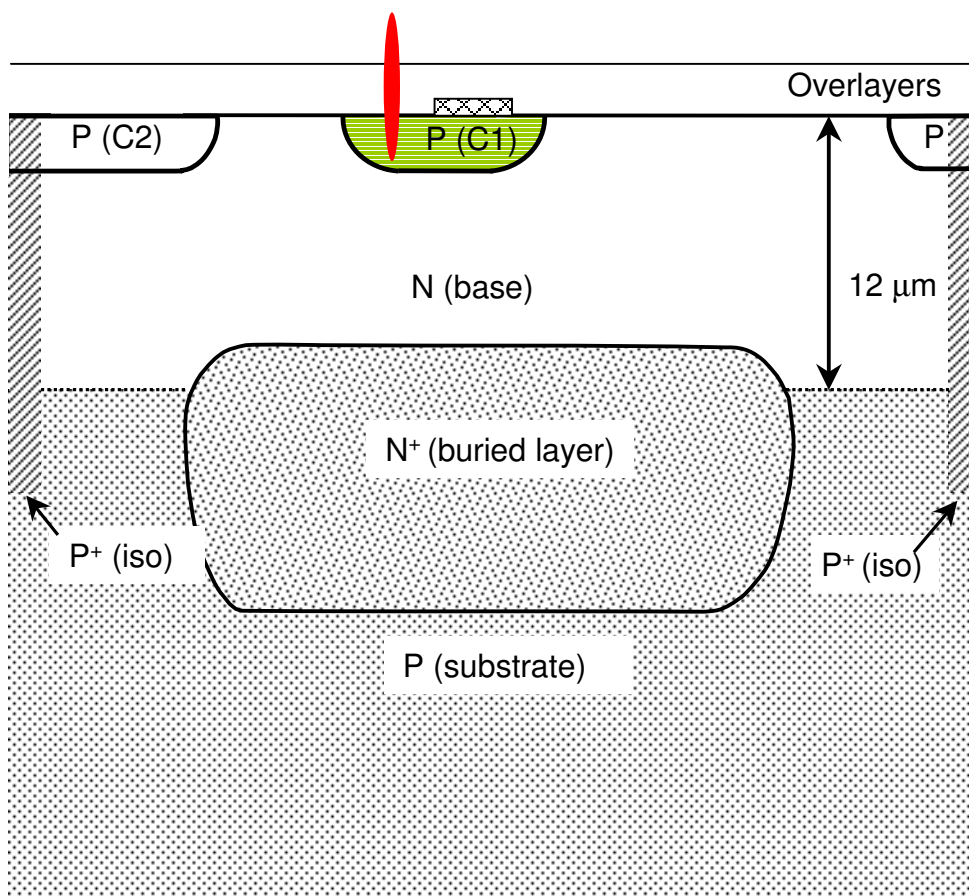 Overlayers
P (C2)
P (C1)
P
N (base)
12 μm
N⁺ (buried layer)
P⁺ (iso)
P⁺ (iso)
P (substrate)